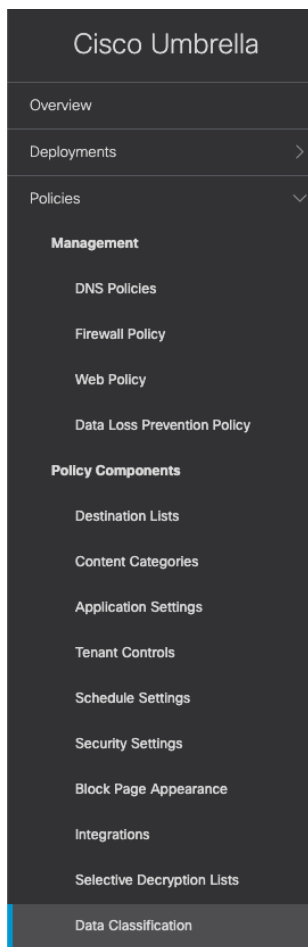 Cisco Umbrella
Overview
Deployments
Policies
Management
DNS Policies
Firewall Policy
Web Policy
Data Loss Prevention Policy
Policy Components
Destination Lists
Content Categories
Application Settings
Tenant Controls
Schedule Settings
Security Settings
Block Page Appearance
Integrations
Selective Decryption Lists
Data Classification